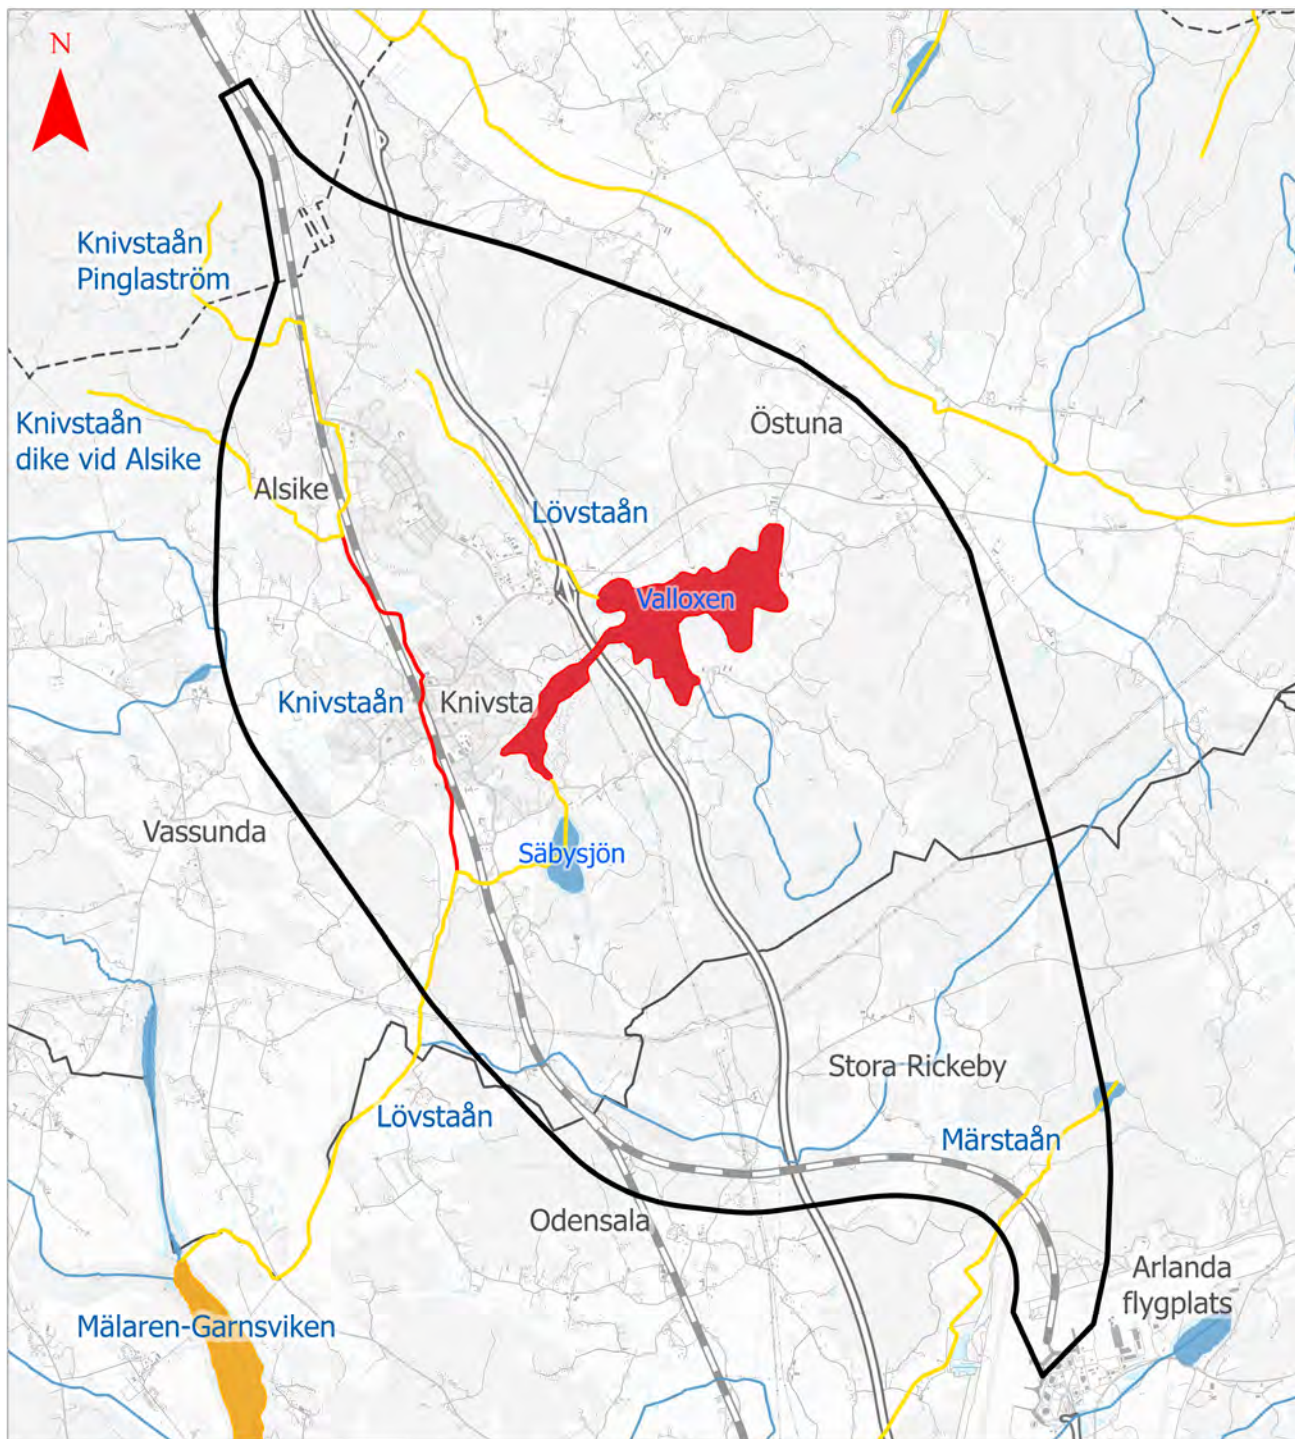 N
Knivstaån
Pinglaström
Knivstaån
dike vid Alsike
Östuna
Alsike
Lövstaån
Valloxen
Knivstaån
Knivsta
Vassunda
Säbysjön
Stora Rickeby
Lövstaån
Märstaån
Odensala
Arlanda
flygplats
Mälaren-Garnsviken